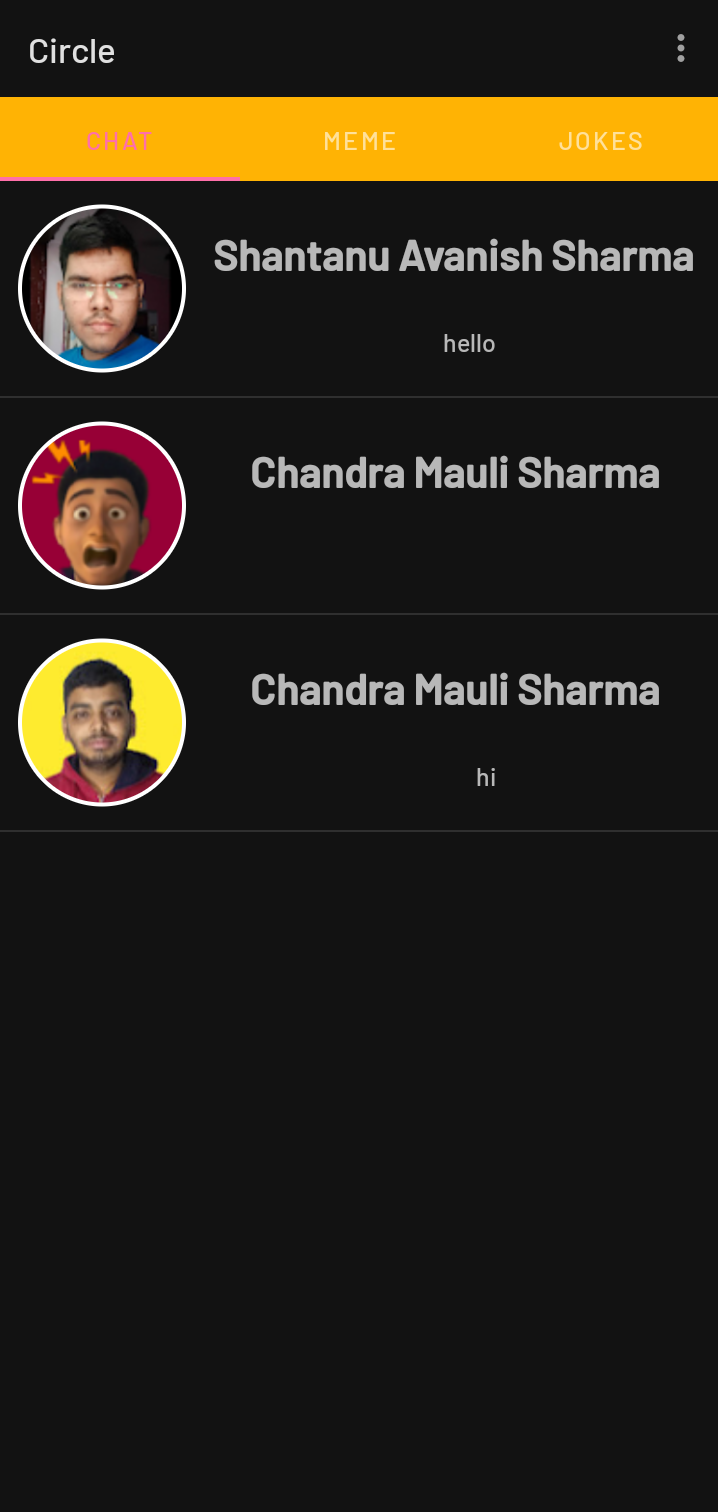 Circle
CHAT MEME JOKES
Shantanu Avanish Sharma
hello
Chandra Mauli Sharma
Chandra Mauli Sharma
hi